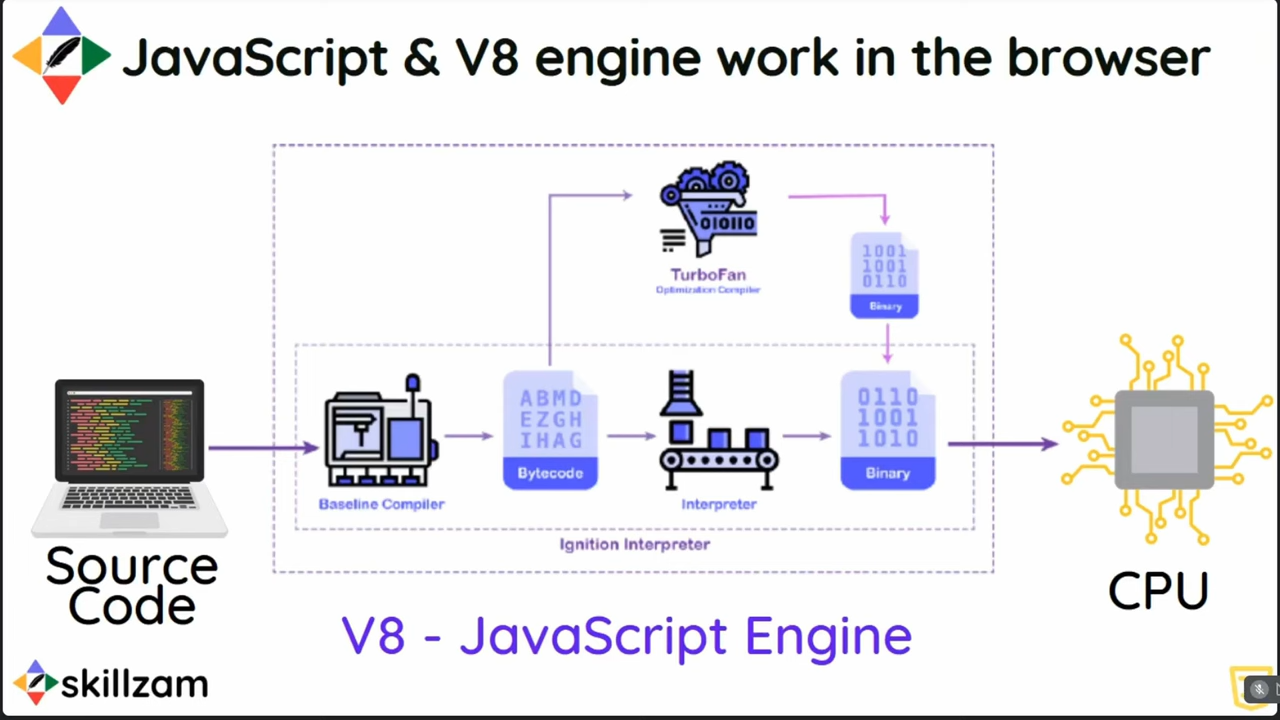 JavaScript & V8 engine work in the browser
010110
TurboFan
Optimization Compiler
1001
1001
0110
Binary
ABMD
EZGH
Bytecode
0110
1001
1010
Binary
Baseline Compiler
Interpreter
Ignition Interpreter
Source
Code
CPU
V8 - JavaScript Engine
skillzam